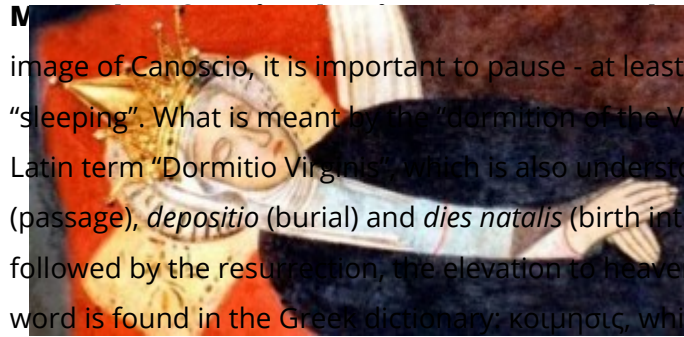 M
image of Canoscio, it is important to pause - at least
“sleeping”. What is meant by the “dormition of the V
Latin term “Dormitio Virginis”, which is also understo
(passage), depositio (burial) and dies natalis (birth int
followed by the resurrection, the elevation to heave
word is found in the Greek dictionary: κοιμησις, whi